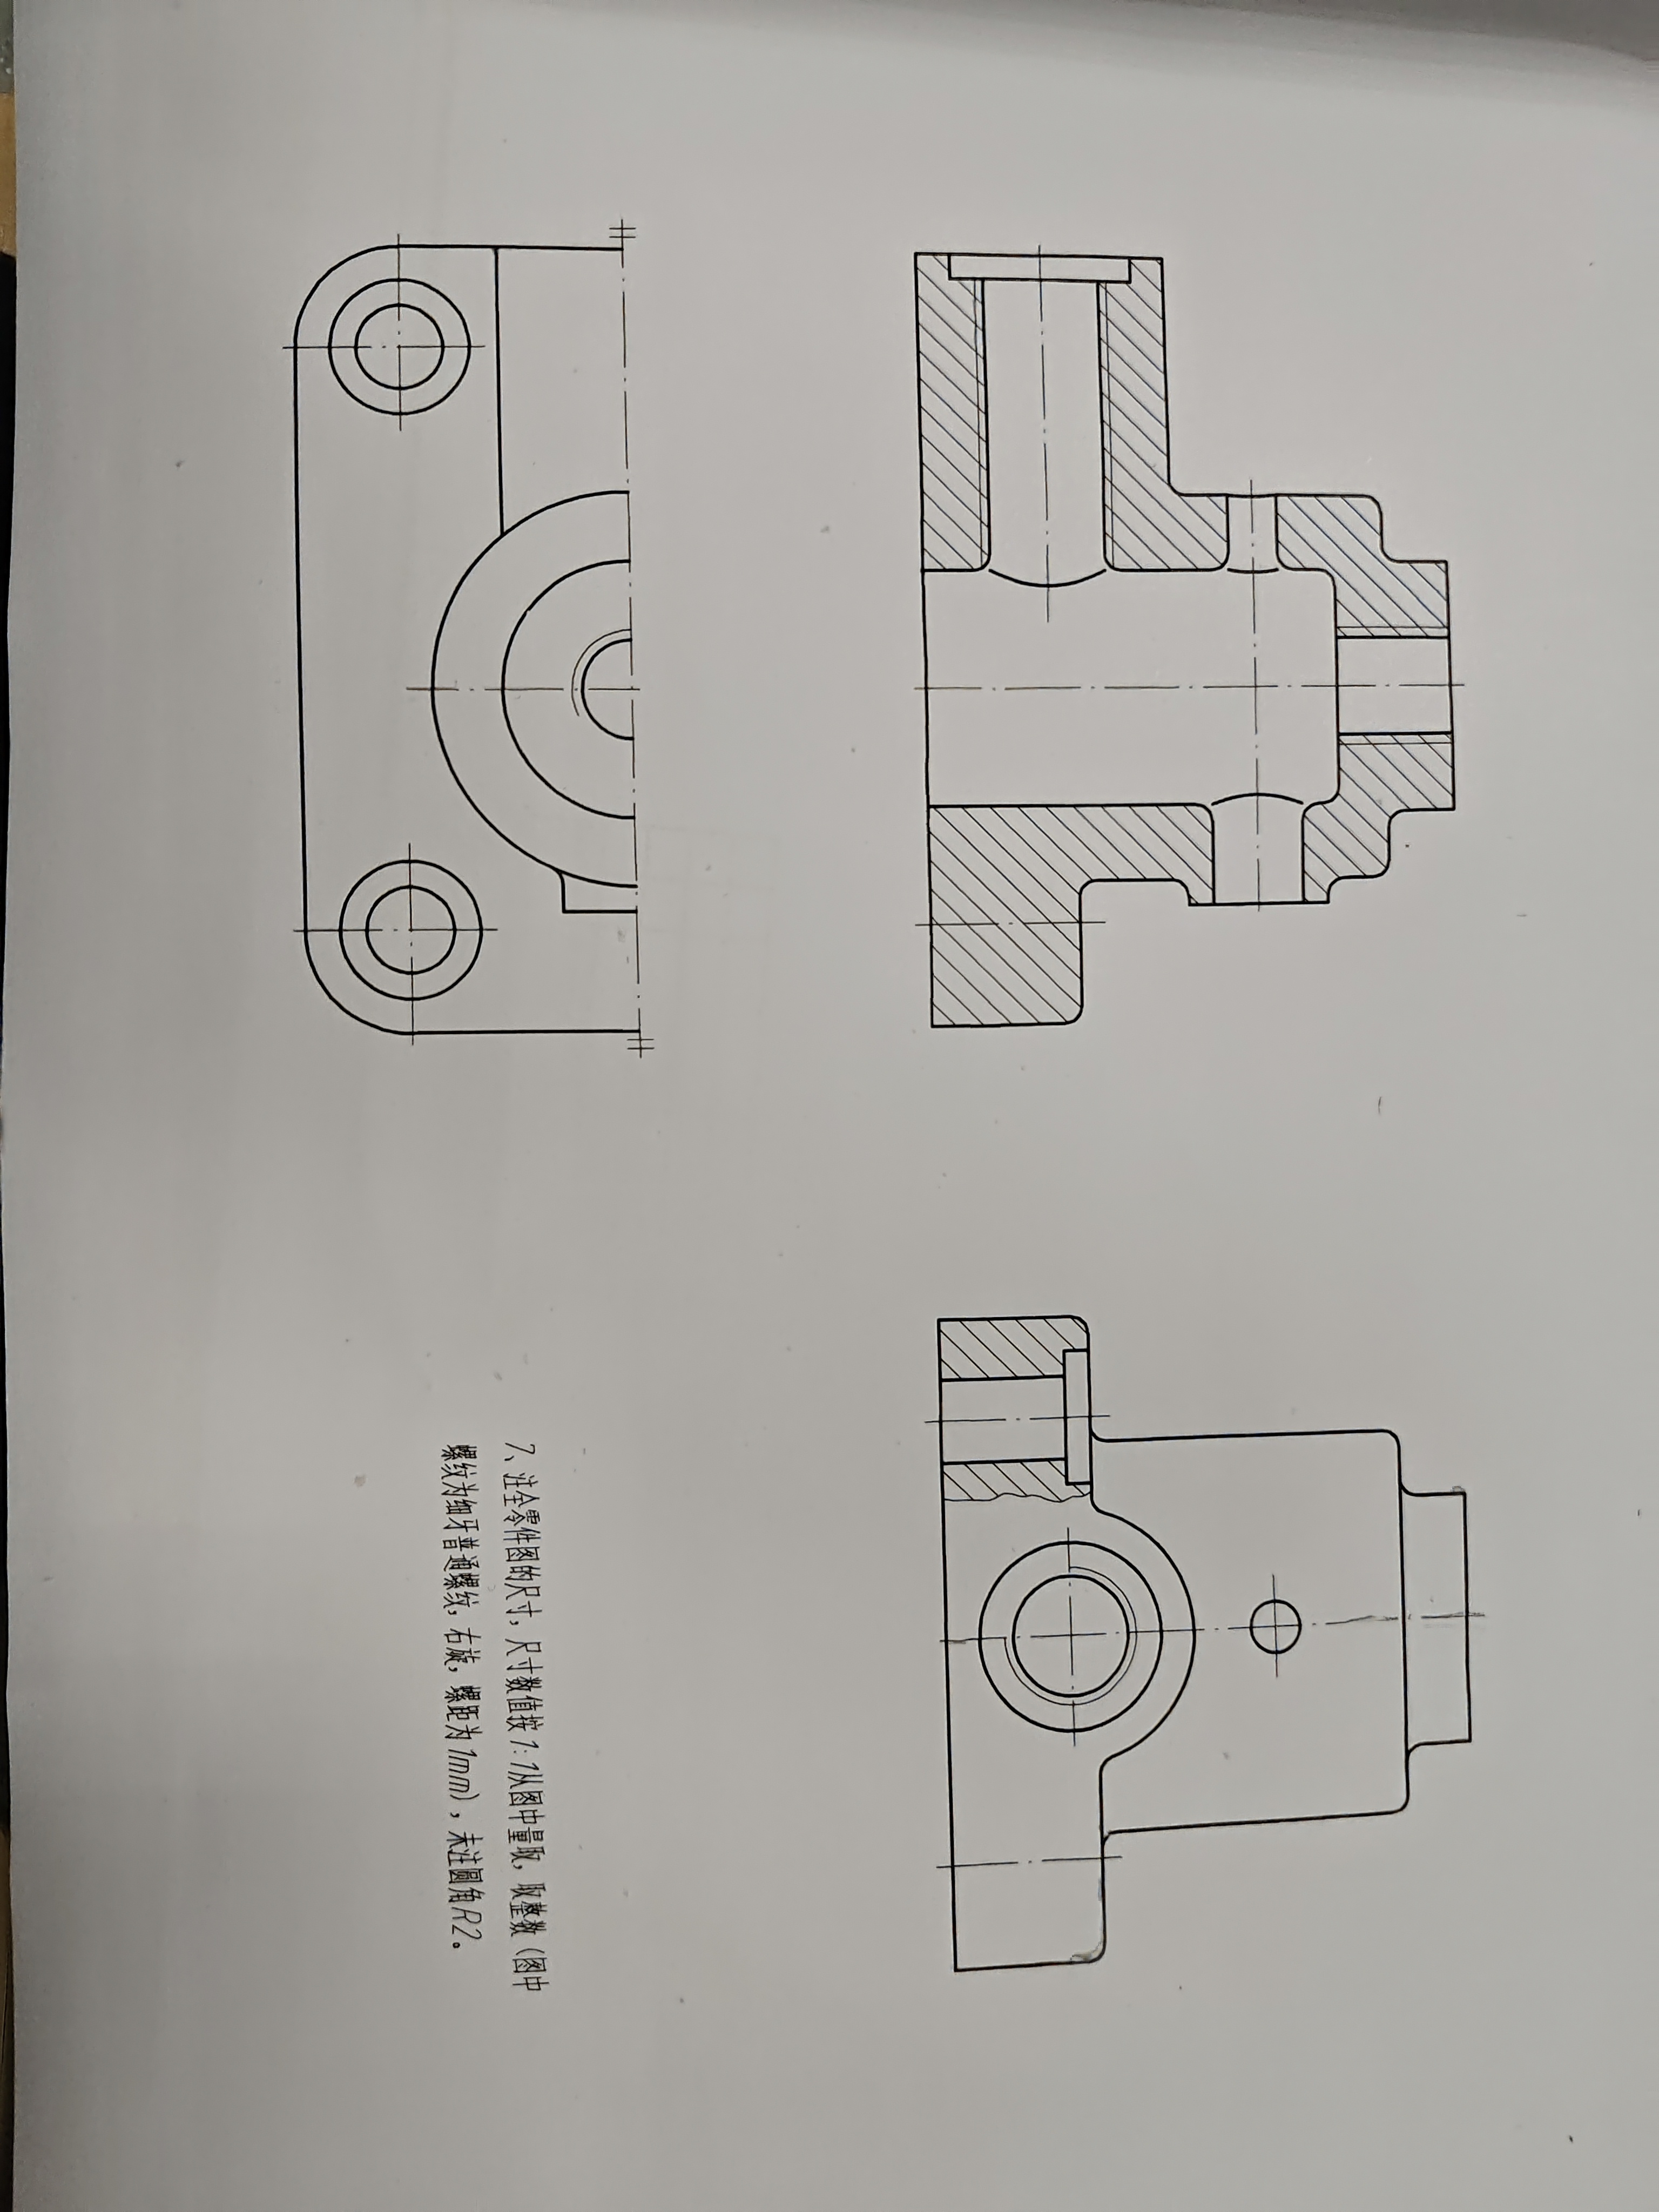 7、注全零件图的尺寸，尺寸数值按1:1从图中量取，取整数（图中
螺纹为细牙普通螺纹，右旋，螺距为1mm），未注圆角R2。